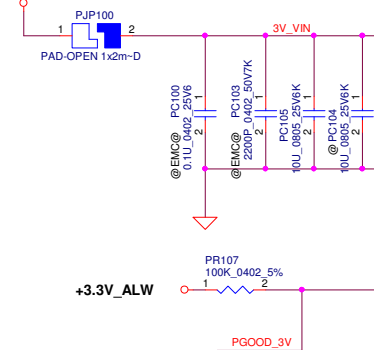 PJP100
1
2
PAD-OPEN 1x2m~D
3V_VIN
@EMC@ PC100
0.1U_0402_25V6
1
2
@EMC@ PC103
2200P_0402_50V7K
1
2
PC105
10U_0805_25V6K
1
2
@ PC104
10U_0805_25V6K
1
2
PR107
100K_0402_5%
+3.3V_ALW
1
2
PGOOD_3V